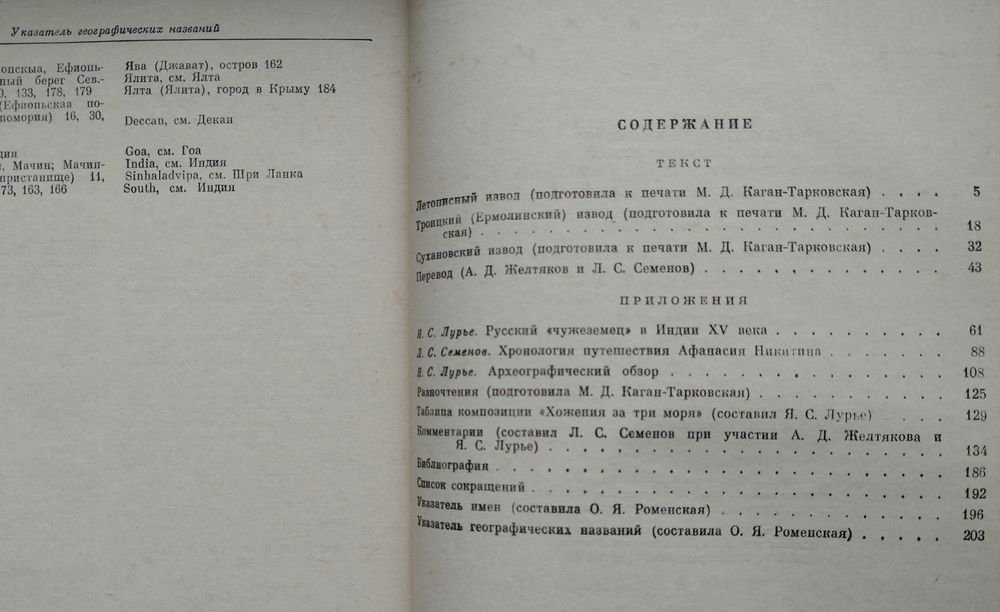 Указатель географических названий
опскыа, Ефиопь-
ный берег Сев.-
133, 178, 179
(Ефиопьскаа по-
помория) 16, 30,
дия
Мачин; Мачин-
пристанище) 11,
73, 163, 166
Ява (Джават), остров 162
Ялита, см. Ялта
Ялта (Ялита), город в Крыму 184
Deccan, см. Декан
Goa, см. Гоа
India, см. Индия
Sinhaladvipa, см. Шри Ланка
South, см. Индия
СОДЕРЖАНИЕ
ТЕКСТ
Летописный извод (подготовила к печати М. Д. Каган-Тарковская) . . . . 5
Троицкий (Ермолинский) извод (подготовила к печати М. Д. Каган-Тарков-
ская) . . . . . . . . . . . . . . . . . . 18
Сухановский извод (подготовила к печати М. Д. Каган-Тарковская) . . . . 32
Перевод (А. Д. Желтяков и Л. С. Семенов) . . . . . . . . . . . 43
ПРИЛОЖЕНИЯ
Я. С. Лурье. Русский «чужеземец» в Индии XV века . . . . . . . . . 61
Л. С. Семенов. Хронология путешествия Афанасия Никитина . . . . . . . 88
Я. С. Лурье. Археографический обзор . . . . . . . . . . . . . 108
Разночтения (подготовила М. Д. Каган-Тарковская) . . . . . . . . . 125
Таблица композиции «Хожения за три моря» (составил Я. С. Лурье) . . . . 129
Комментарии (составил Л. С. Семенов при участии А. Д. Желтякова и
Я. С. Лурье) . . . . . . . . . . . . . . . . . . 134
Библиография . . . . . . . . . . . . . . . . . . . . 186
Список сокращений . . . . . . . . . . . . . . . . . . . 192
Указатель имен (составила О. Я. Роменская) . . . . . . . . . . . 196
Указатель географических названий (составила О. Я. Роменская) . . . . . 203